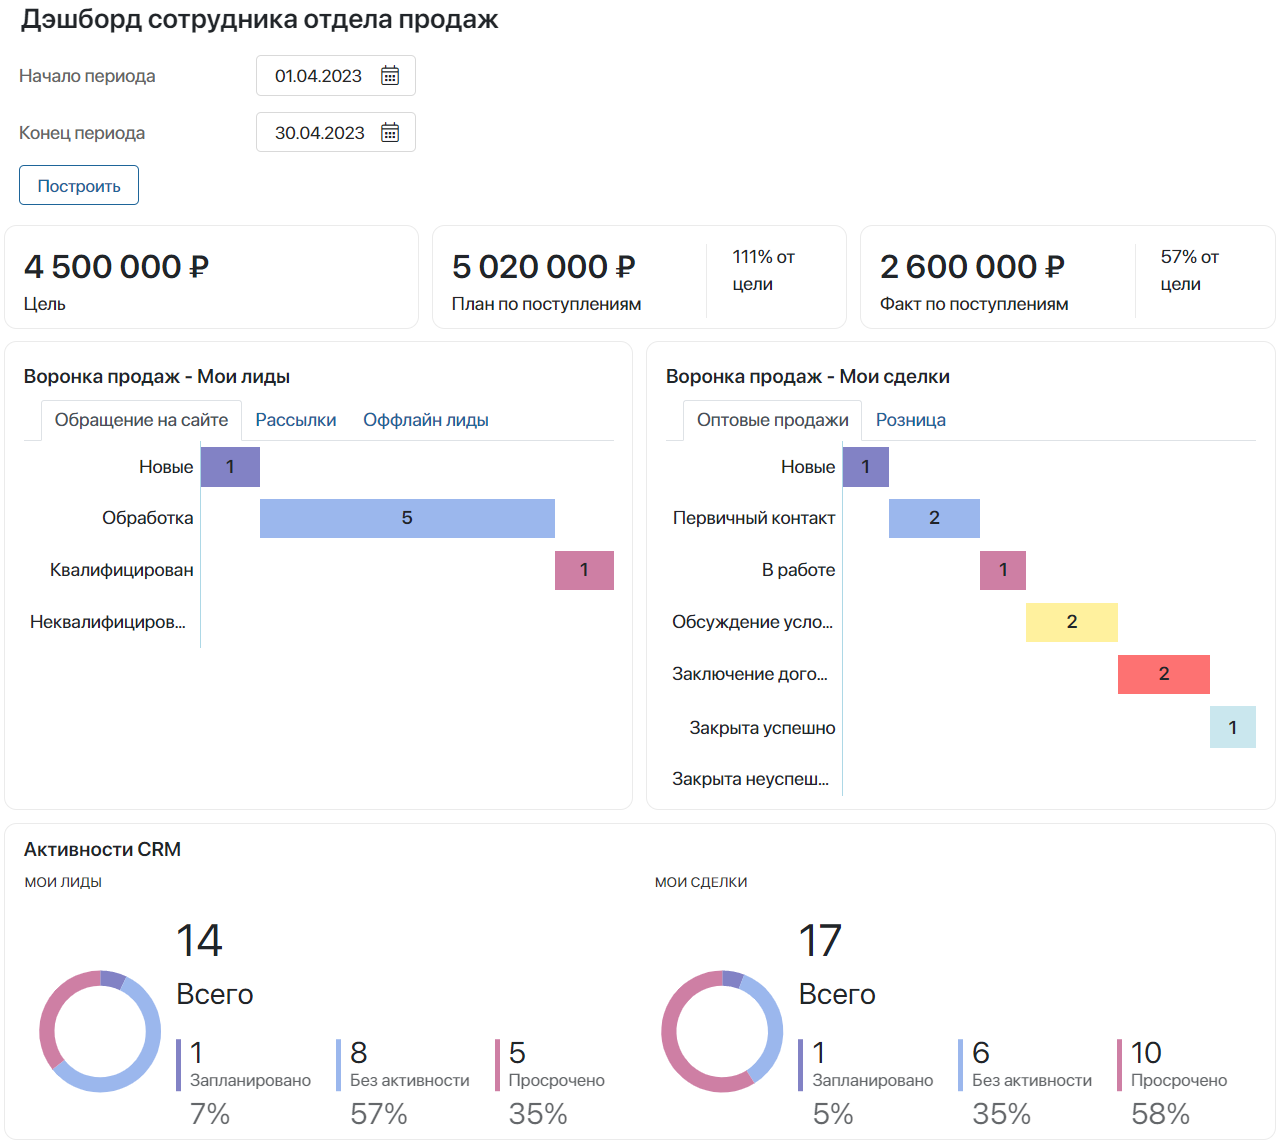 Дэшборд сотрудника отдела продаж
Начало периода
01.04.2023
Конец периода
30.04.2023
Построить
4 500 000 ₽
Цель
5 020 000 ₽
План по поступлениям
111% от
цели
2 600 000 ₽
Факт по поступлениям
57% от
цели
Воронка продаж - Мои лиды
Обращение на сайте
Рассылки
Оффлайн лиды
Новые
1
Обработка
5
Квалифицирован
1
Неквалифициров...
Воронка продаж - Мои сделки
Оптовые продажи
Розница
Новые
1
Первичный контакт
2
В работе
1
Обсуждение усло...
2
Заключение дого...
2
Закрыта успешно
1
Закрыта неуспеш...
Активности CRM
МОИ ЛИДЫ
14
Всего
1
Запланировано
7%
8
Без активности
57%
5
Просрочено
35%
МОИ СДЕЛКИ
17
Всего
1
Запланировано
5%
6
Без активности
35%
10
Просрочено
58%